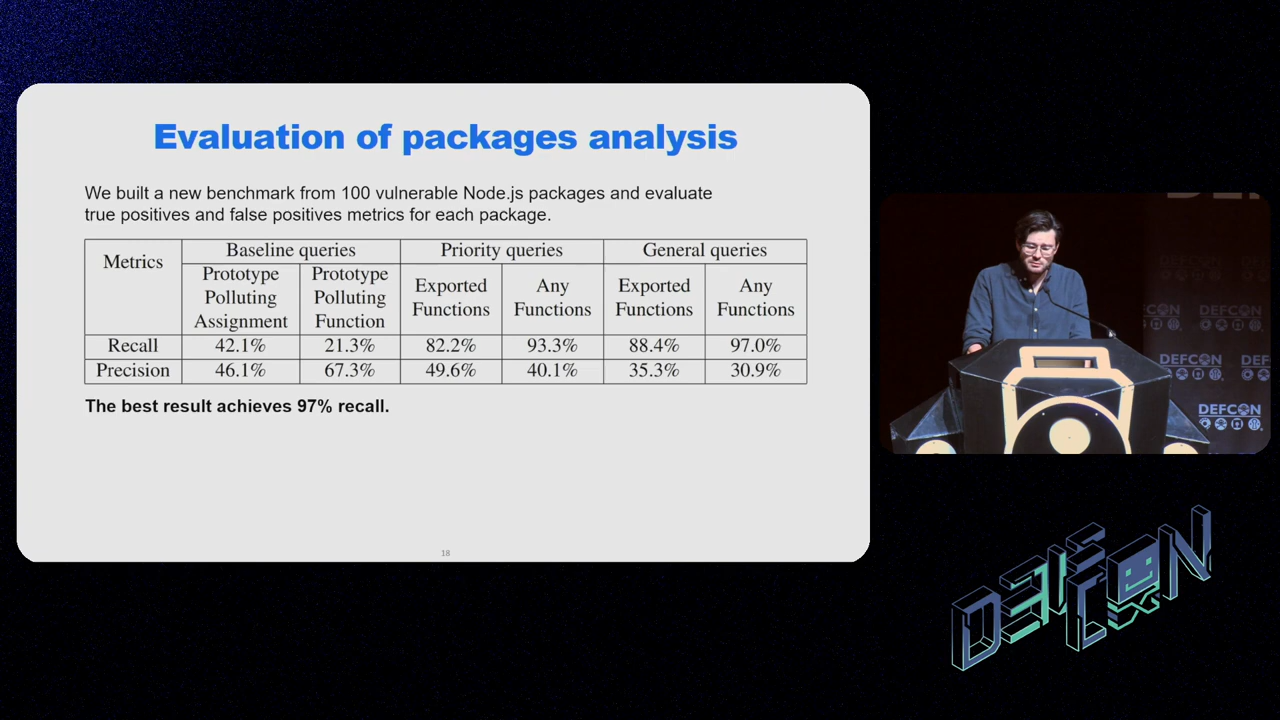 Evaluation of packages analysis
We built a new benchmark from 100 vulnerable Node.js packages and evaluate
true positives and false positives metrics for each package.
Metrics Baseline queries Priority queries General queries
Prototype Polluting Assignment Prototype Polluting Function Exported Functions Any Functions Exported Functions Any Functions
Recall 42.1% 21.3% 82.2% 93.3% 88.4% 97.0%
Precision 46.1% 67.3% 49.6% 40.1% 35.3% 30.9%
The best result achieves 97% recall.
18
DEFCON
DEFCON
DEFCON
DEFCON
DEFCON